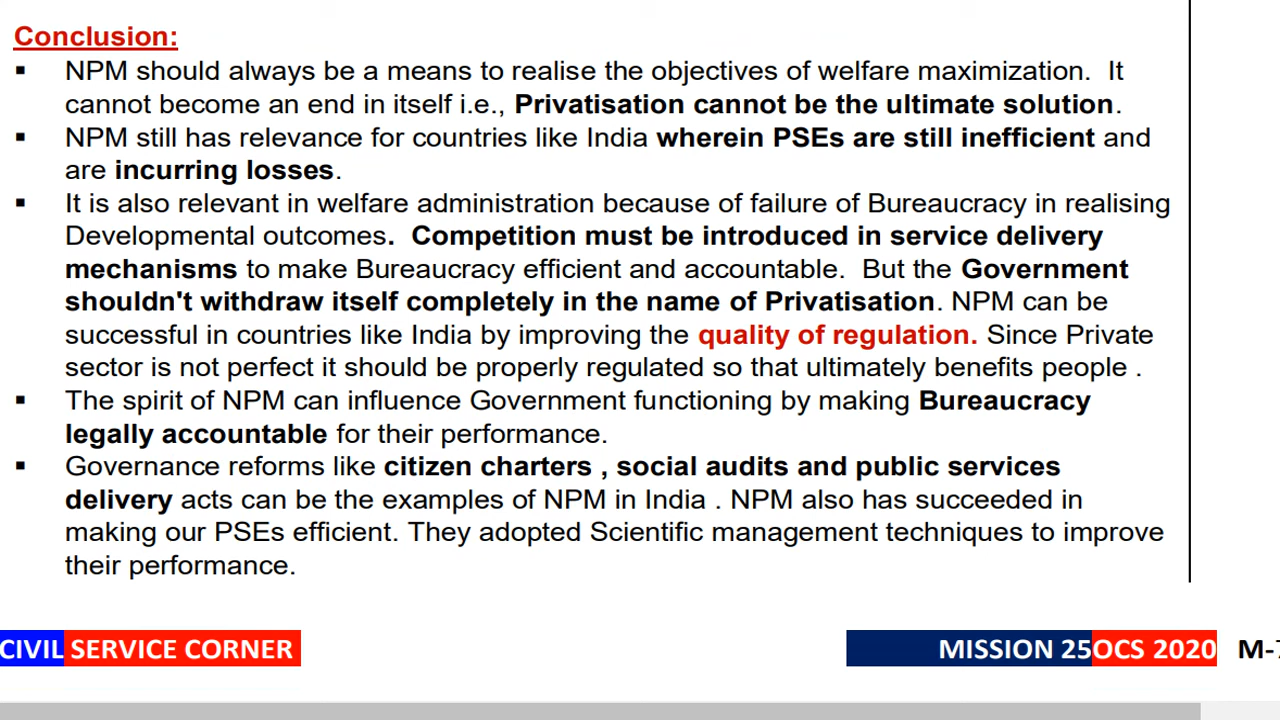 Conclusion:
▪ NPM should always be a means to realise the objectives of welfare maximization. It
cannot become an end in itself i.e., Privatisation cannot be the ultimate solution.
▪ NPM still has relevance for countries like India wherein PSEs are still inefficient and
are incurring losses.
▪ It is also relevant in welfare administration because of failure of Bureaucracy in realising
Developmental outcomes. Competition must be introduced in service delivery
mechanisms to make Bureaucracy efficient and accountable. But the Government
shouldn't withdraw itself completely in the name of Privatisation. NPM can be
successful in countries like India by improving the quality of regulation. Since Private
sector is not perfect it should be properly regulated so that ultimately benefits people .
▪ The spirit of NPM can influence Government functioning by making Bureaucracy
legally accountable for their performance.
▪ Governance reforms like citizen charters , social audits and public services
delivery acts can be the examples of NPM in India . NPM also has succeeded in
making our PSEs efficient. They adopted Scientific management techniques to improve
their performance.
CIVIL SERVICE CORNER
MISSION 25OCS 2020 M-